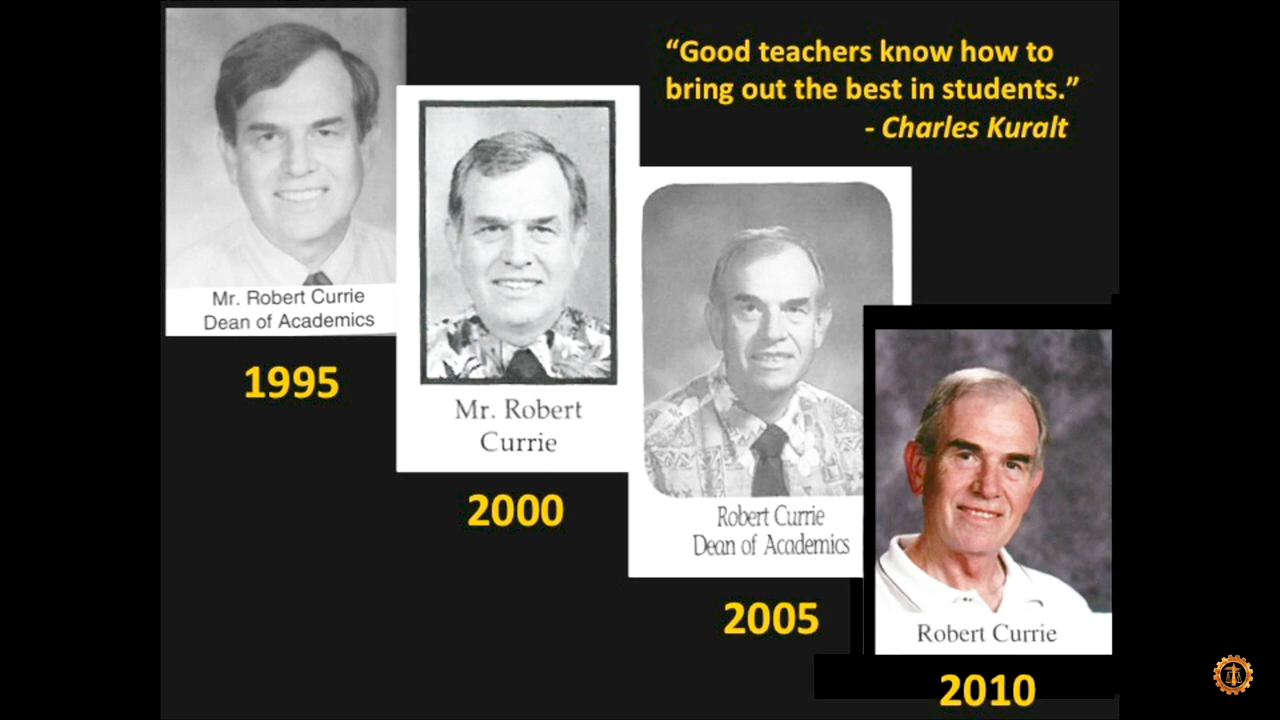 “Good teachers know how to
bring out the best in students.”
- Charles Kuralt
Mr. Robert Currie
Dean of Academics
1995
Mr. Robert
Currie
2000
Robert Currie
Dean of Academics
2005
Robert Currie
2010